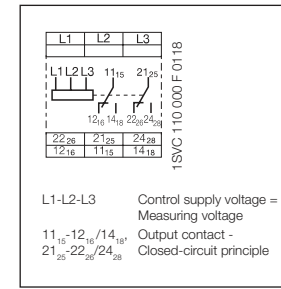 L1 L2 L3
L1 L2 L3 11₁₅ 21₂₅
12₁₆ 14₁₈ 22₂₆ 24₂₈
22₂₆ 21₂₅ 24₂₈
12₁₆ 11₁₅ 14₁₈
1SVC 110 000 F 0118
L1-L2-L3 Control supply voltage =
Measuring voltage
11₁₅-12₁₆/14₁₈, Output contact -
21₂₅-22₂₆/24₂₈ Closed-circuit principle